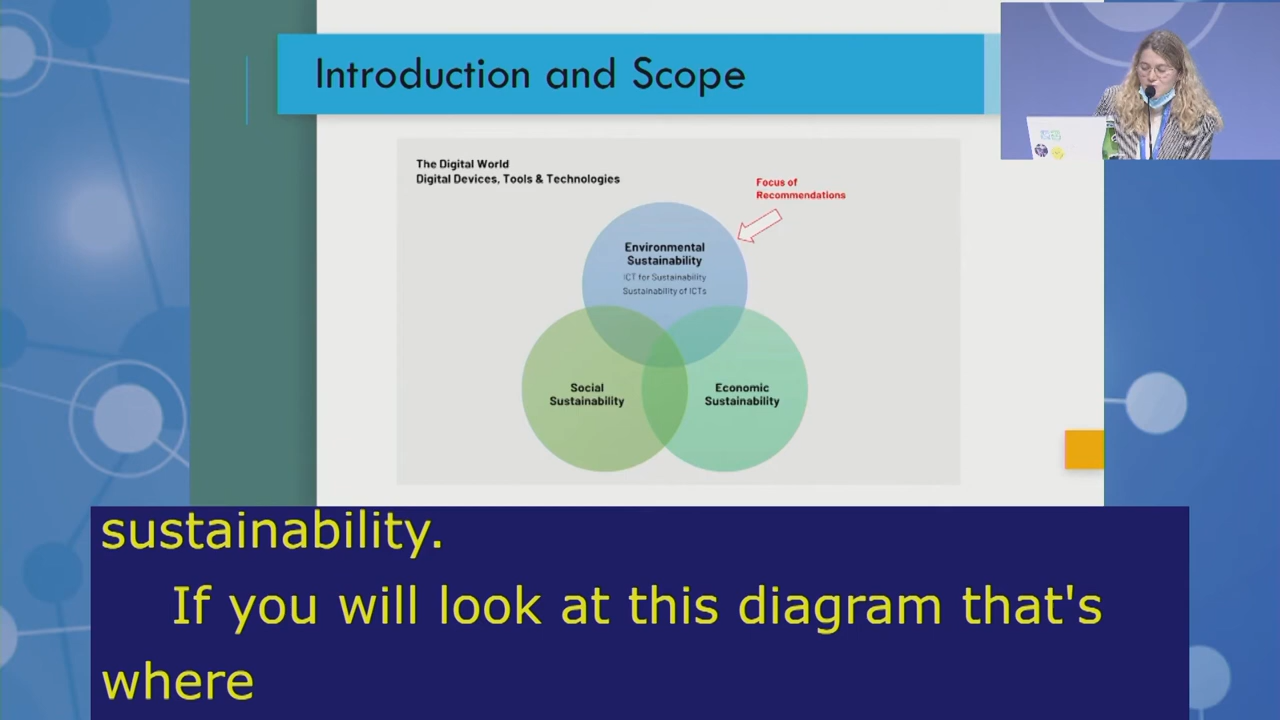 Introduction and Scope
The Digital World
Digital Devices, Tools & Technologies
Focus of
Recommendations
Environmental
Sustainability
ICT for Sustainability
Sustainability of ICTs
Social
Sustainability
Economic
Sustainability
sustainability.
If you will look at this diagram that's
where